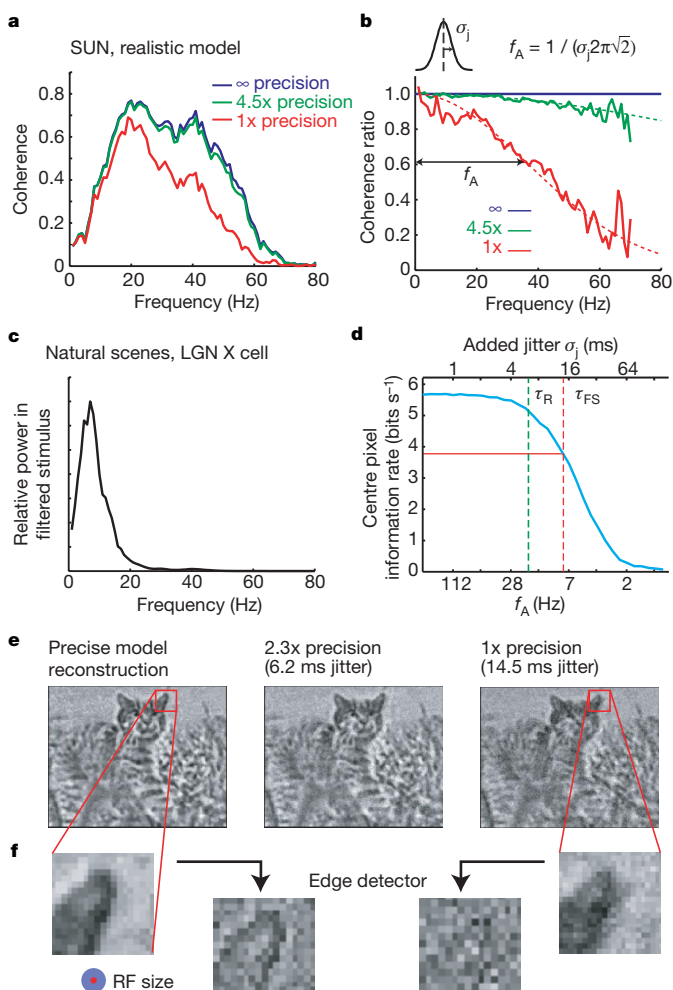 a
SUN, realistic model
∞ precision
4.5x precision
1x precision
Coherence
0.8
0.6
0.4
0.2
0
0 20 40 60 80
Frequency (Hz)
b
σj
fA = 1 / (σj2π√2)
Coherence ratio
1.0
0.8
0.6
0.4
0.2
0
fA
∞
4.5x
1x
0 20 40 60 80
Frequency (Hz)
c
Natural scenes, LGN X cell
Relative power in
filtered stimulus
0 20 40 60 80
Frequency (Hz)
d
Added jitter σj (ms)
1 4 16 64
τR
τFS
Centre pixel
information rate (bits s⁻¹)
6
5
4
3
2
1
0
112 28 7 2
fA (Hz)
e
Precise model
reconstruction
2.3x precision
(6.2 ms jitter)
1x precision
(14.5 ms jitter)
f
Edge detector
RF size